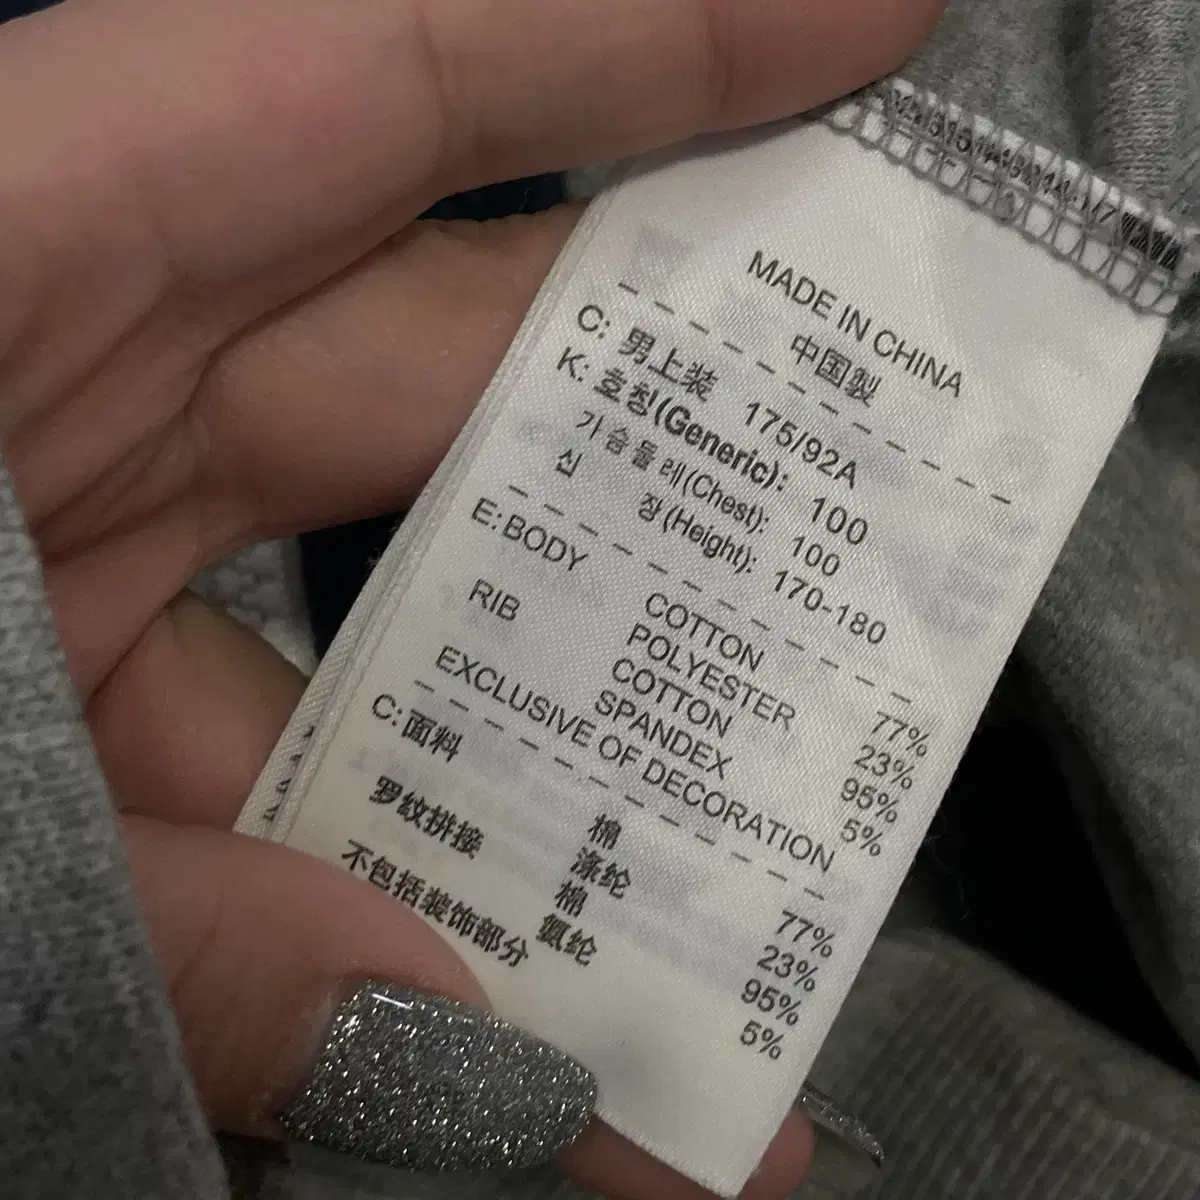 MADE IN CHINA
中国製
C: 男上装 175/92A
K: 호칭(Generic): 100
가슴둘레(Chest): 100
신 장(Height): 170-180
E: BODY COTTON 77%
POLYESTER 23%
RIB COTTON 95%
SPANDEX 5%
EXCLUSIVE OF DECORATION
C: 面料 棉 77%
涤纶 23%
罗纹拼接 棉 95%
氨纶 5%
不包括装饰部分